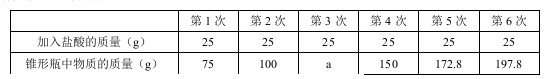 第 1 次 第 2 次 第 3 次 第 4 次 第 5 次 第 6 次
加入盐酸的质量（g） 25 25 25 25 25 25
锥形瓶中物质的质量（g） 75 100 a 150 172.8 197.8